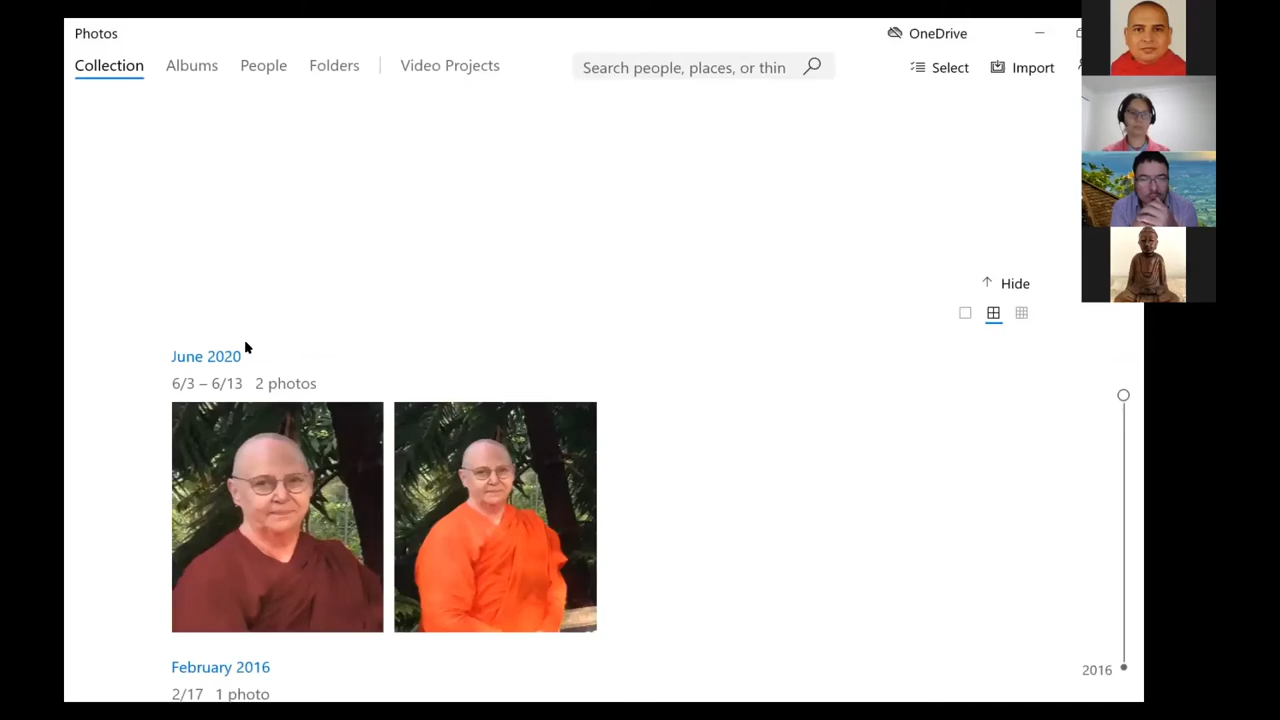 Photos
OneDrive
Collection Albums People Folders Video Projects
Search people, places, or thin
Select
Import
Hide
June 2020
6/3 – 6/13 2 photos
February 2016
2/17 1 photo
2016